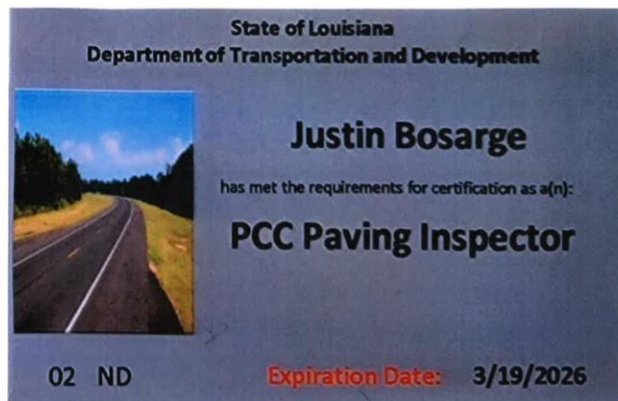 State of Louisiana
Department of Transportation and Development
Justin Bosarge
has met the requirements for certification as a(n):
PCC Paving Inspector
02 ND
Expiration Date: 3/19/2026